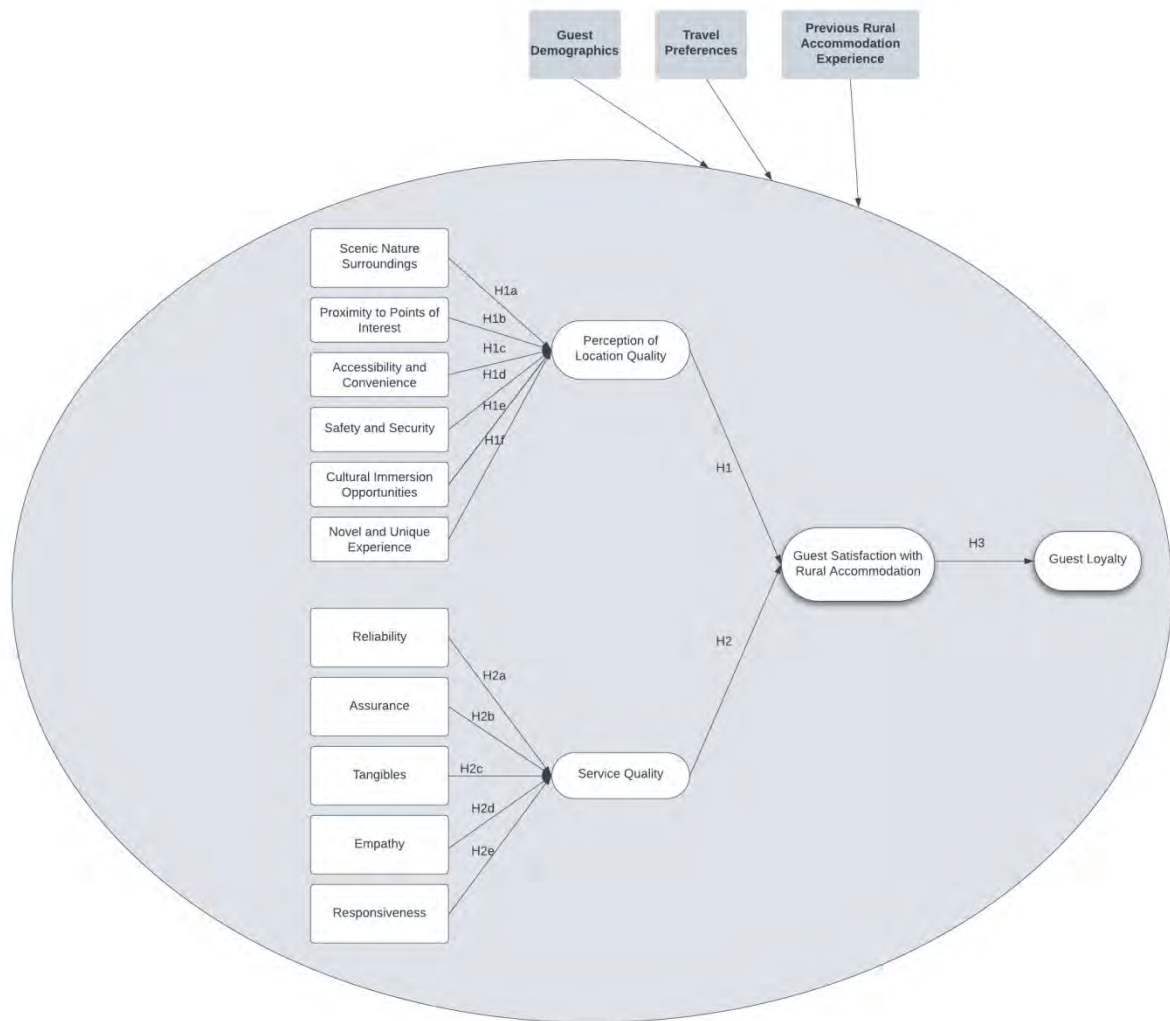 Guest
Demographics
Travel
Preferences
Previous Rural
Accommodation
Experience
Scenic Nature
Surroundings
H1a
Proximity to Points of
Interest
H1b
Perception of
Location Quality
H1c
Accessibility and
Convenience
H1d
H1e
Safety and Security
H1f
Cultural Immersion
Opportunities
Novel and Unique
Experience
H1
Guest Satisfaction with
Rural Accommodation
H3
Guest Loyalty
H2
Reliability
H2a
Assurance
H2b
Tangibles
H2c
Service Quality
H2d
Empathy
H2e
Responsiveness